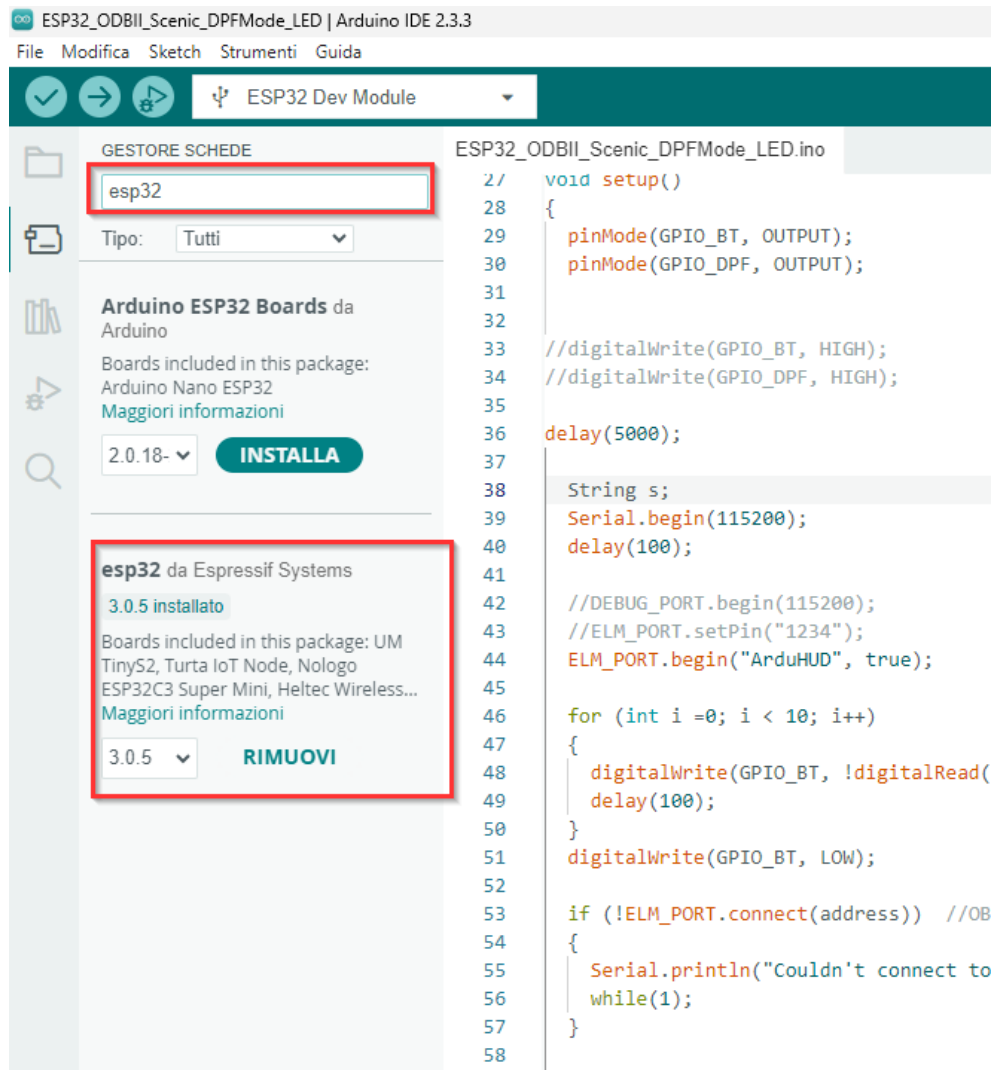 ESP32_ODBII_Scenic_DPFMode_LED | Arduino IDE 2.3.3
File Modifica Sketch Strumenti Guida
ESP32 Dev Module
GESTORE SCHEDE
esp32
Tipo: Tutti
Arduino ESP32 Boards da
Arduino
Boards included in this package:
Arduino Nano ESP32
Maggiori informazioni
2.0.18- INSTALLA
esp32 da Espressif Systems
3.0.5 installato
Boards included in this package: UM
TinyS2, Turta IoT Node, Nologo
ESP32C3 Super Mini, Heltec Wireless...
Maggiori informazioni
3.0.5 RIMUOVI
ESP32_ODBII_Scenic_DPFMode_LED.ino
27 void setup()
28 {
29 pinMode(GPIO_BT, OUTPUT);
30 pinMode(GPIO_DPF, OUTPUT);
31
32
33 //digitalWrite(GPIO_BT, HIGH);
34 //digitalWrite(GPIO_DPF, HIGH);
35
36 delay(5000);
37
38 String s;
39 Serial.begin(115200);
40 delay(100);
41
42 //DEBUG_PORT.begin(115200);
43 //ELM_PORT.setPin("1234");
44 ELM_PORT.begin("ArduHUD", true);
45
46 for (int i =0; i < 10; i++)
47 {
48 digitalWrite(GPIO_BT, !digitalRead(
49 delay(100);
50 }
51 digitalWrite(GPIO_BT, LOW);
52
53 if (!ELM_PORT.connect(address)) //OB
54 {
55 Serial.println("Couldn't connect to
56 while(1);
57 }
58